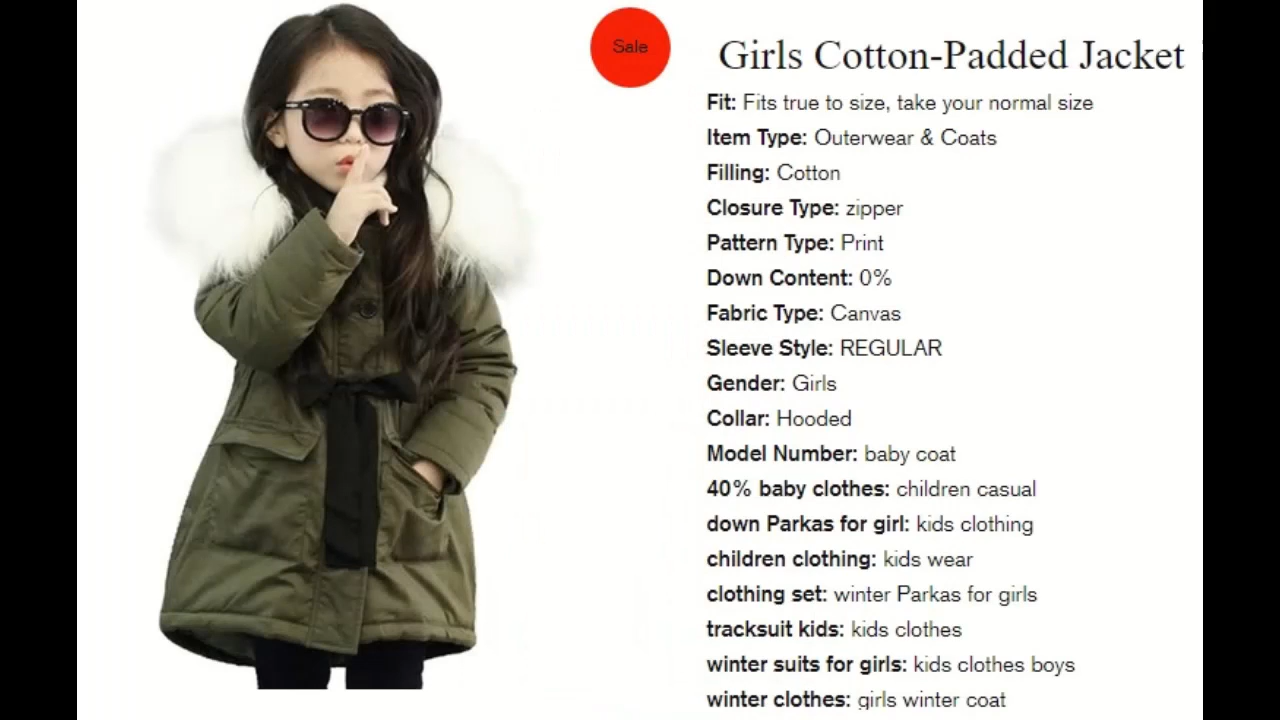 Sale
Girls Cotton-Padded Jacket
Fit: Fits true to size, take your normal size
Item Type: Outerwear & Coats
Filling: Cotton
Closure Type: zipper
Pattern Type: Print
Down Content: 0%
Fabric Type: Canvas
Sleeve Style: REGULAR
Gender: Girls
Collar: Hooded
Model Number: baby coat
40% baby clothes: children casual
down Parkas for girl: kids clothing
children clothing: kids wear
clothing set: winter Parkas for girls
tracksuit kids: kids clothes
winter suits for girls: kids clothes boys
winter clothes: girls winter coat